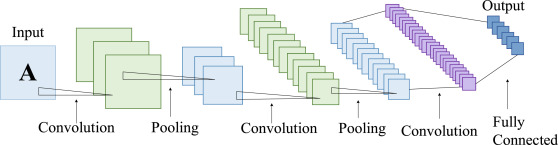 Input
A
Convolution
Pooling
Convolution
Pooling
Convolution
Output
Fully
Connected